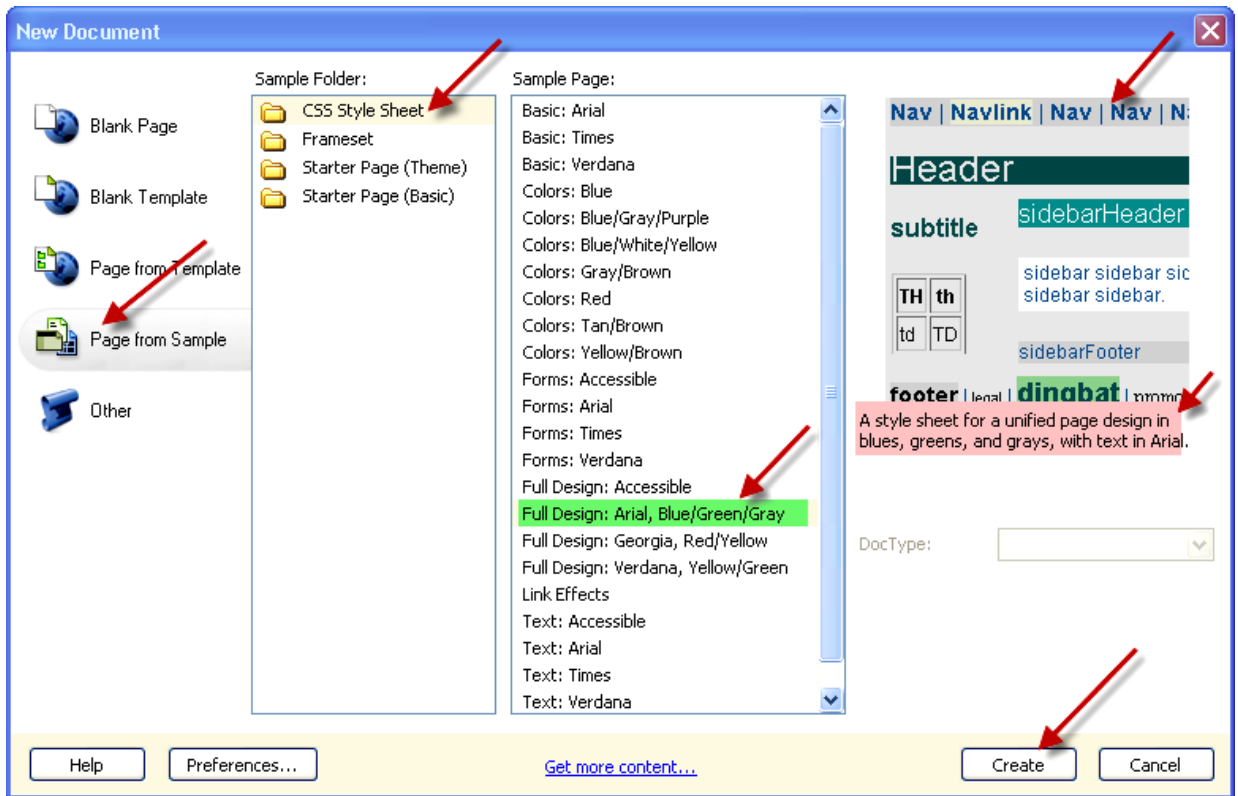 New Document
Blank Page
Blank Template
Page from Template
Page from Sample
Other
Sample Folder:
CSS Style Sheet
Frameset
Starter Page (Theme)
Starter Page (Basic)
Sample Page:
Basic: Arial
Basic: Times
Basic: Verdana
Colors: Blue
Colors: Blue/Gray/Purple
Colors: Blue/White/Yellow
Colors: Gray/Brown
Colors: Red
Colors: Tan/Brown
Colors: Yellow/Brown
Forms: Accessible
Forms: Arial
Forms: Times
Forms: Verdana
Full Design: Accessible
Full Design: Arial, Blue/Green/Gray
Full Design: Georgia, Red/Yellow
Full Design: Verdana, Yellow/Green
Link Effects
Text: Accessible
Text: Arial
Text: Times
Text: Verdana
Nav | Navlink | Nav | Nav |
Header
subtitle
sidebarHeader
sidebar sidebar
sidebar sidebar.
TH th
td TD
sidebarFooter
footer | legal | dingbat |
A style sheet for a unified page design in
blues, greens, and grays, with text in Arial.
DocType:
Help
Preferences...
Get more content...
Create
Cancel